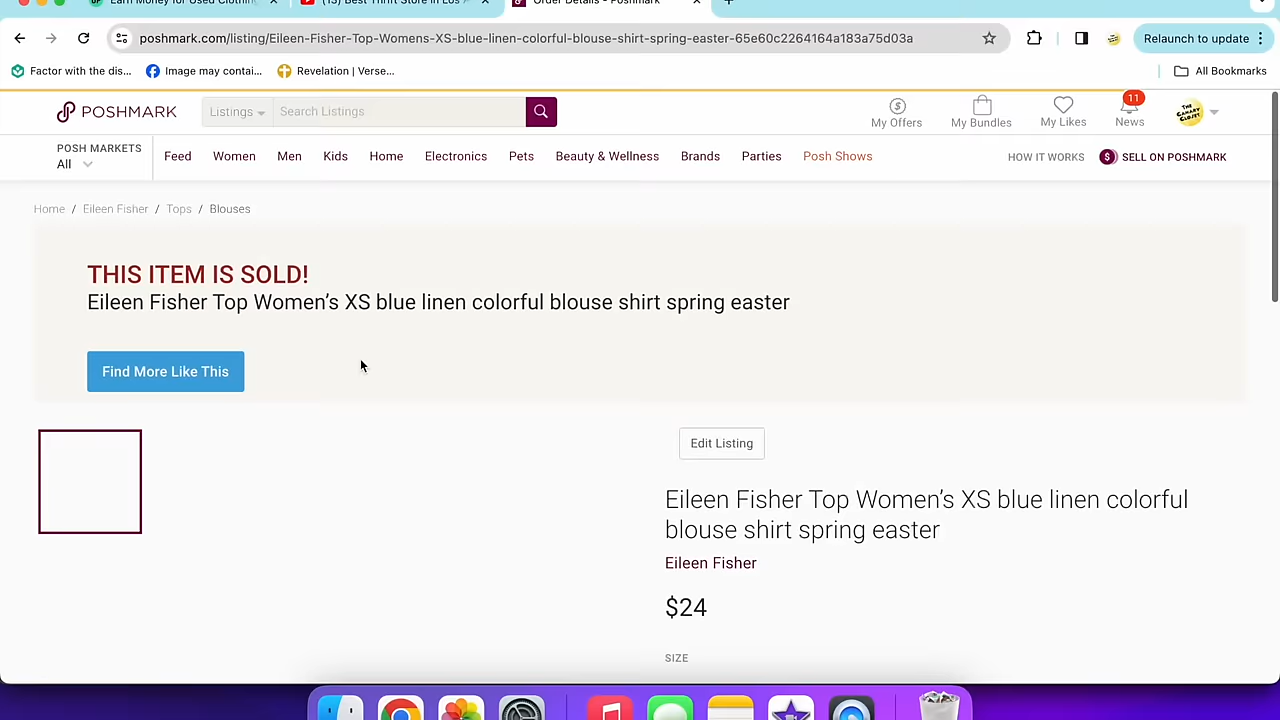 Earn Money for Used Clothin
(13) Best Thrift Store in Los A
Order Details - Poshmark
poshmark.com/listing/Eileen-Fisher-Top-Womens-XS-blue-linen-colorful-blouse-shirt-spring-easter-65e60c2264164a183a75d03a
Relaunch to update
Factor with the dis...
Image may contai...
Revelation | Verse...
All Bookmarks
POSHMARK
Listings
Search Listings
My Offers
My Bundles
My Likes
11
News
THE CANARY CLOSET
POSH MARKETS
All
Feed
Women
Men
Kids
Home
Electronics
Pets
Beauty & Wellness
Brands
Parties
Posh Shows
HOW IT WORKS
SELL ON POSHMARK
Home / Eileen Fisher / Tops / Blouses
THIS ITEM IS SOLD!
Eileen Fisher Top Women’s XS blue linen colorful blouse shirt spring easter
Find More Like This
Edit Listing
Eileen Fisher Top Women’s XS blue linen colorful
blouse shirt spring easter
Eileen Fisher
$24
SIZE